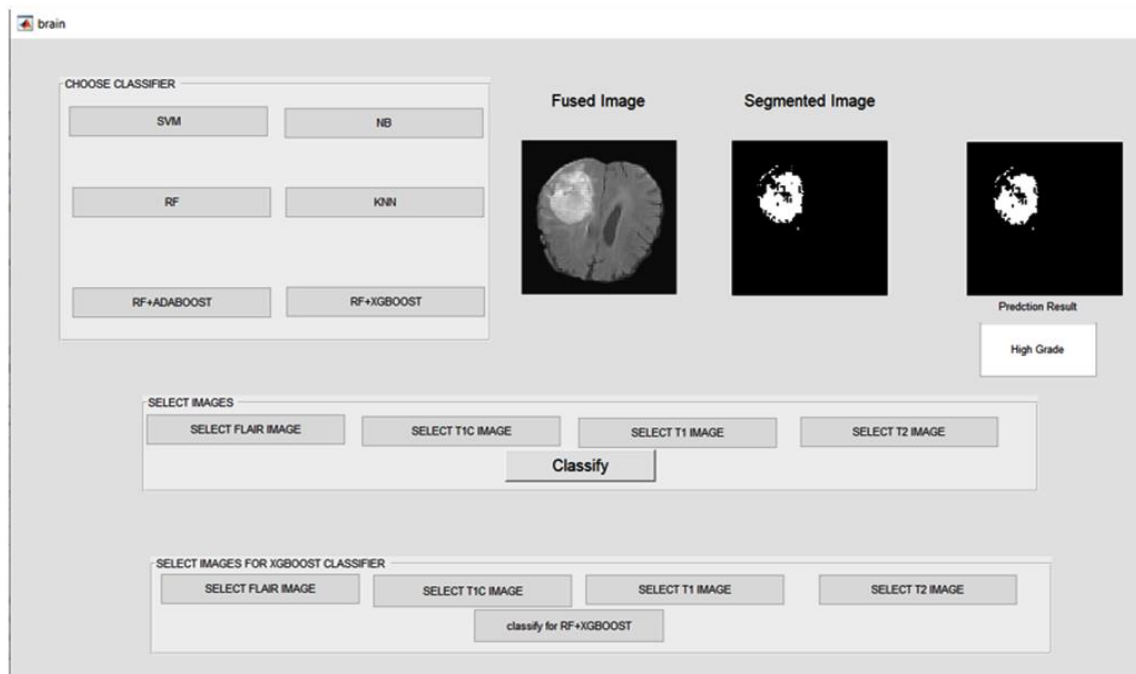 brain
CHOOSE CLASSIFIER
SVM
NB
RF
KNN
RF+ADABOOST
RF+XGBOOST
Fused Image
Segmented Image
Predction Result
High Grade
SELECT IMAGES
SELECT FLAIR IMAGE
SELECT T1C IMAGE
SELECT T1 IMAGE
SELECT T2 IMAGE
Classify
SELECT IMAGES FOR XGBOOST CLASSIFIER
SELECT FLAIR IMAGE
SELECT T1C IMAGE
SELECT T1 IMAGE
SELECT T2 IMAGE
classify for RF+XGBOOST